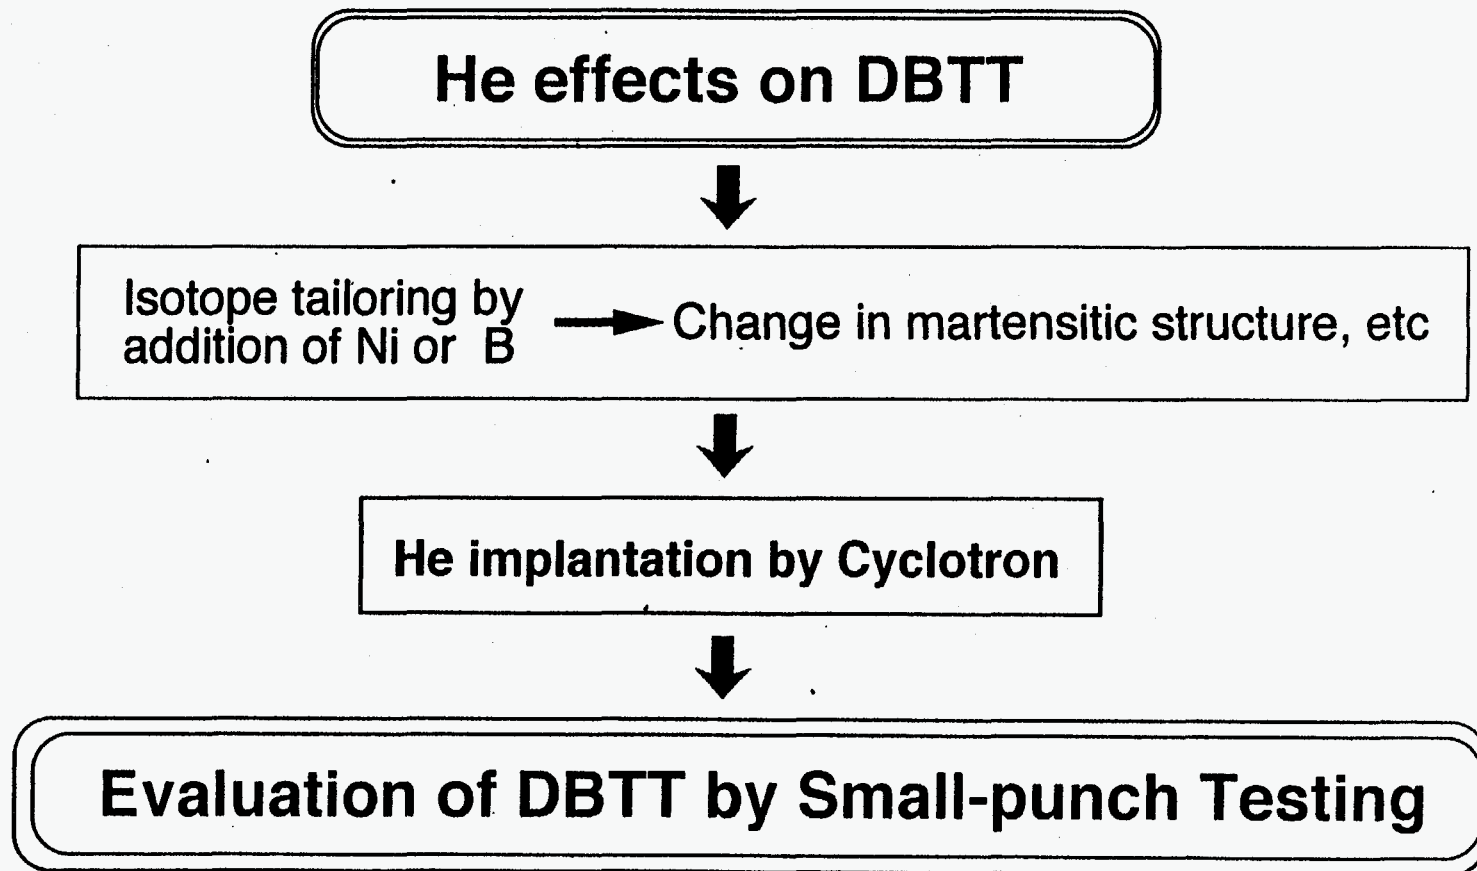 He effects on DBTT
Isotope tailoring by
addition of Ni or B
Change in martensitic structure, etc
He implantation by Cyclotron
Evaluation of DBTT by Small-punch Testing